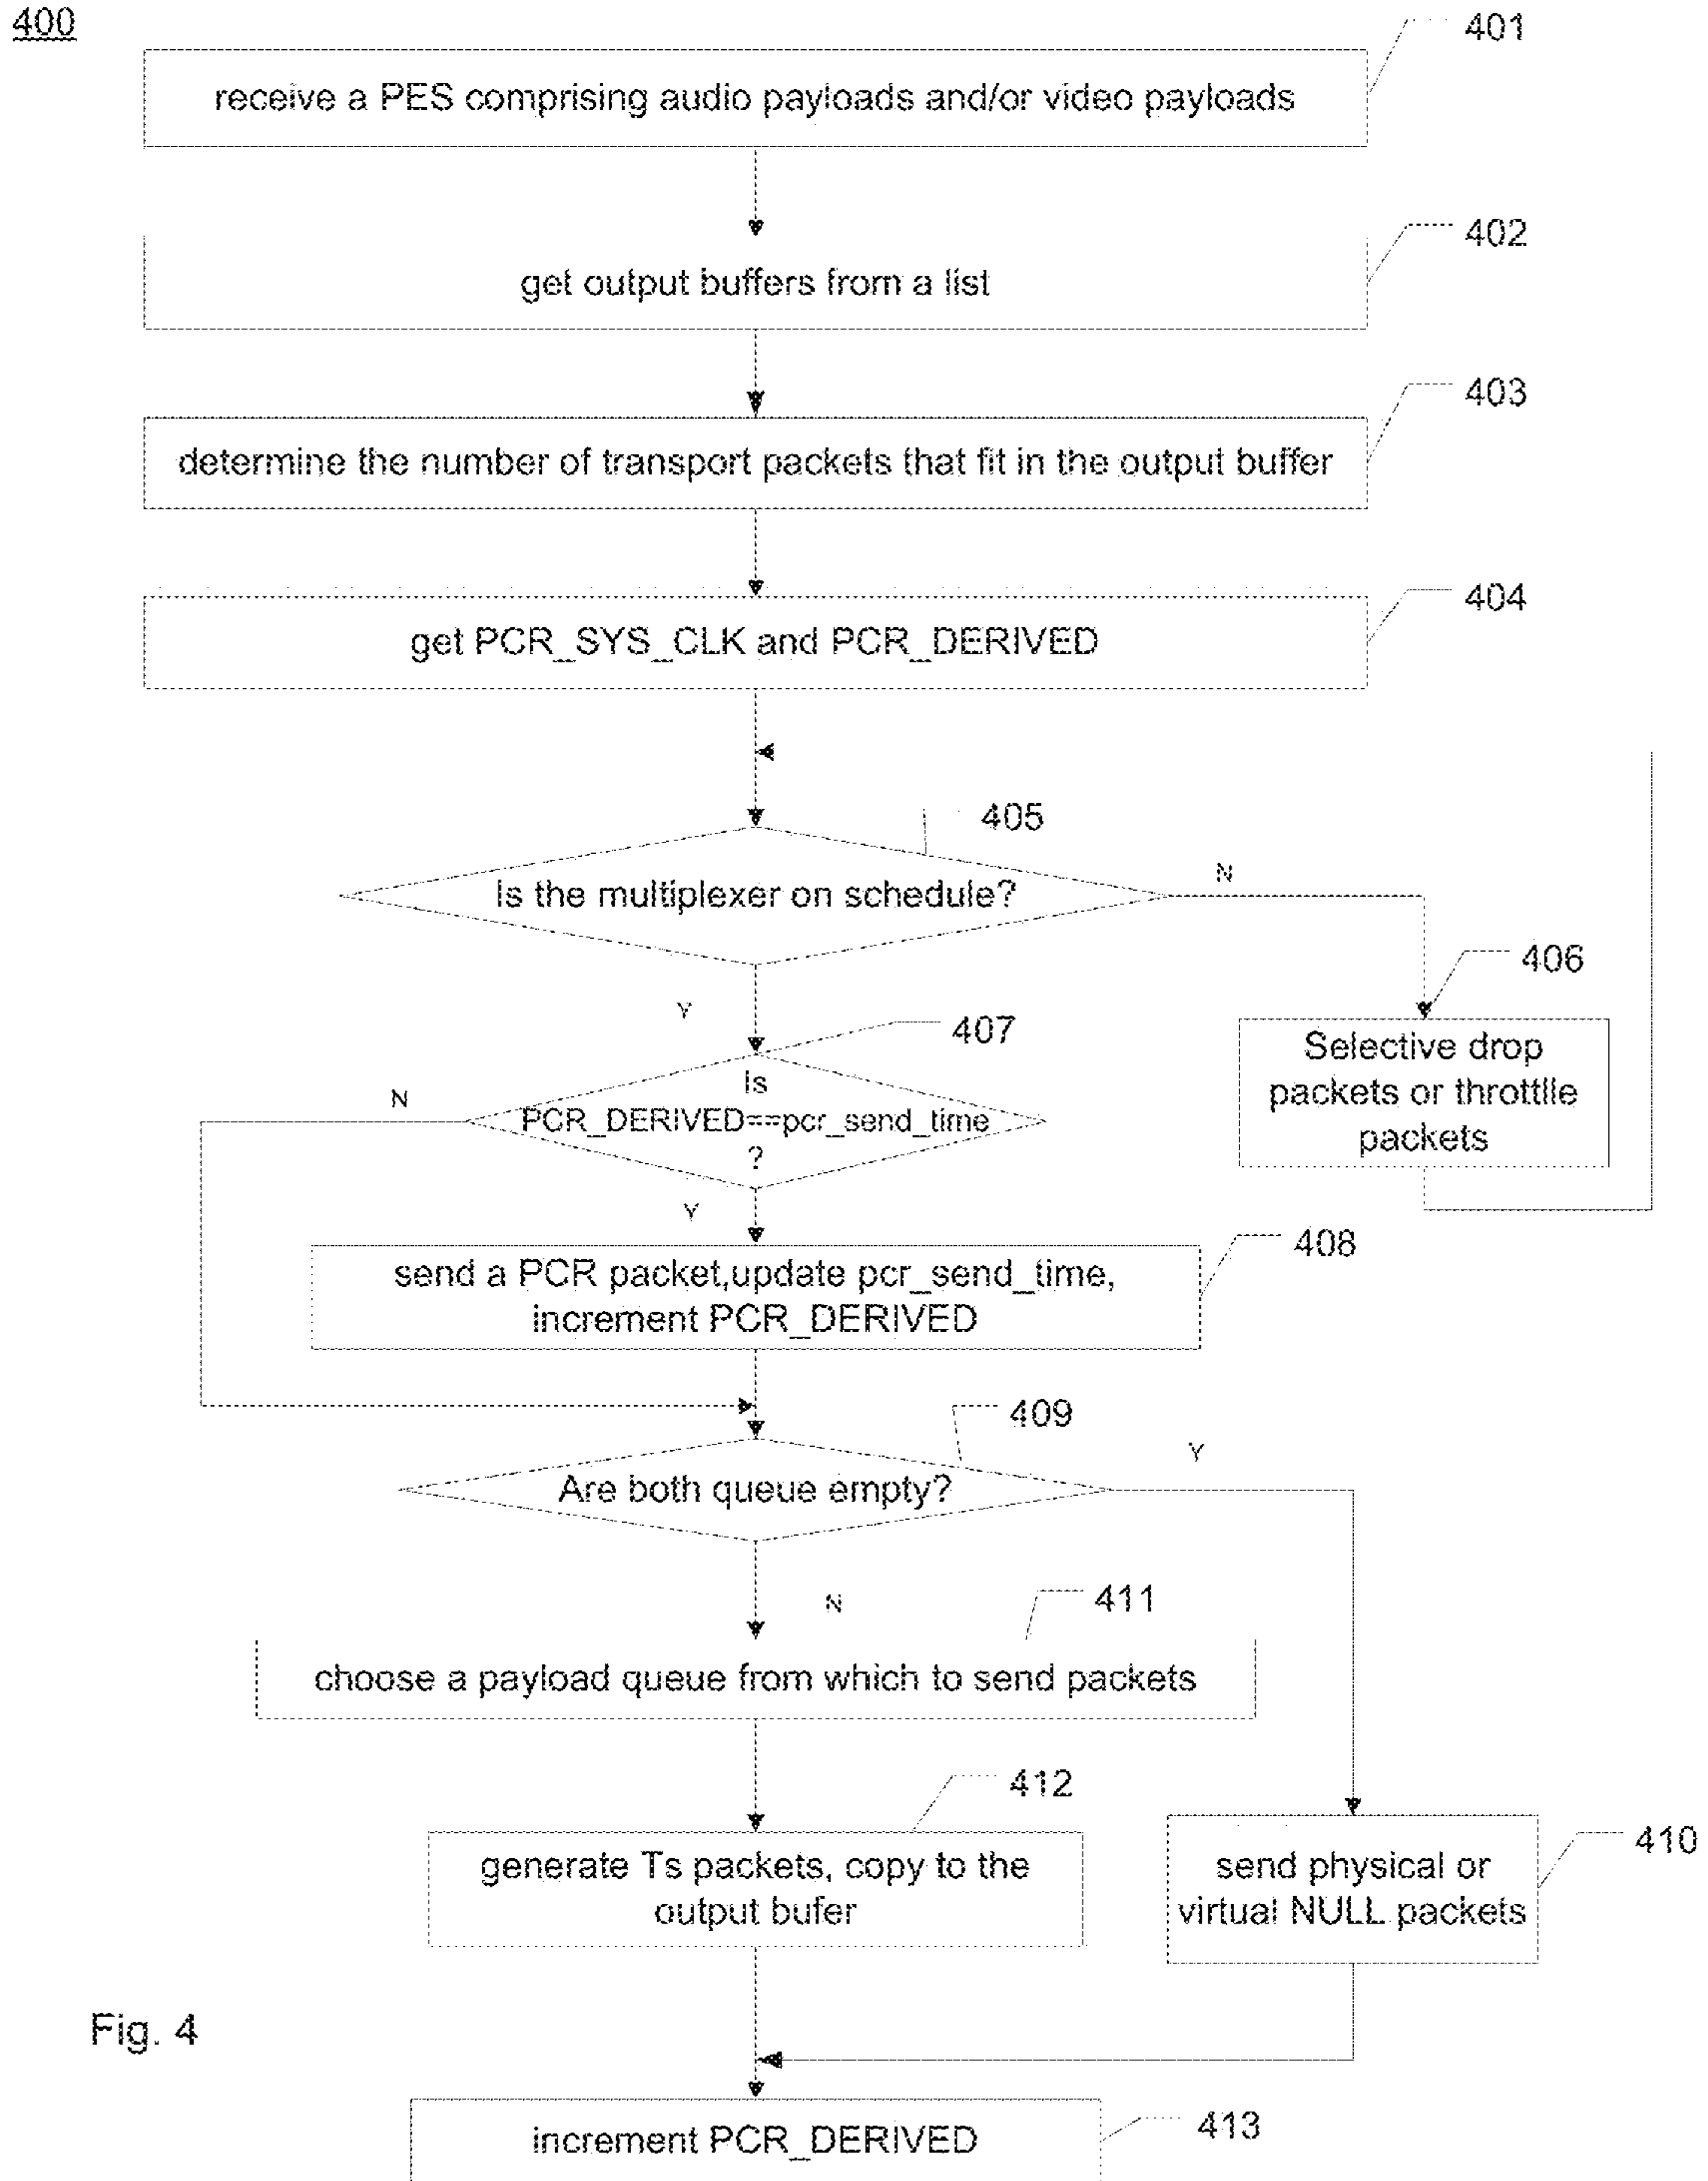 400
401
receive a PES comprising audio payloads and/or video payloads
402
get output buffers from a list
403
determine the number of transport packets that fit in the output buffer
404
get PCR_SYS_CLK and PCR_DERIVED
405
Is the multiplexer on schedule?
N
406
Y
407
Selective drop
packets or throttlle
packets
Is
PCR_DERIVED==pcr_send_time
?
N
Y
408
send a PCR packet,update pcr_send_time,
increment PCR_DERIVED
409
Are both queue empty?
Y
N
411
choose a payload queue from which to send packets
412
generate Ts packets, copy to the
output bufer
410
send physical or
virtual NULL packets
Fig. 4
413
increment PCR_DERIVED